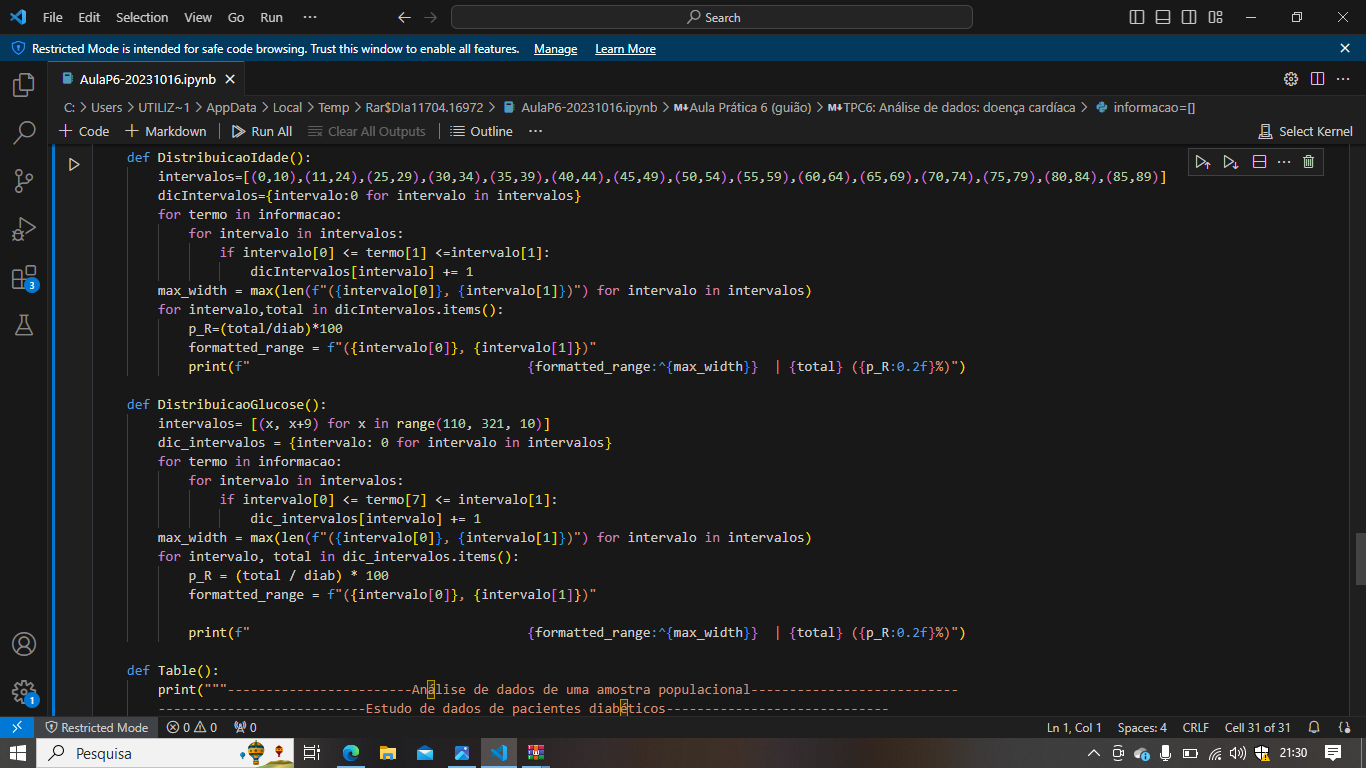 File Edit Selection View Go Run ··· Search
Restricted Mode is intended for safe code browsing. Trust this window to enable all features. Manage Learn More
AulaP6-20231016.ipynb
C: > Users > UTILIZ~1 > AppData > Local > Temp > Rar$DIa11704.16972 > AulaP6-20231016.ipynb > Aula Prática 6 (guião) > TPC6: Análise de dados: doença cardíaca > informacao=[]
+ Code + Markdown Run All Clear All Outputs Outline ··· Select Kernel
def DistribuicaoIdade():
    intervalos=[(0,10),(11,24),(25,29),(30,34),(35,39),(40,44),(45,49),(50,54),(55,59),(60,64),(65,69),(70,74),(75,79),(80,84),(85,89)]
    dicIntervalos={intervalo:0 for intervalo in intervalos}
    for termo in informacao:
        for intervalo in intervalos:
            if intervalo[0] <= termo[1] <=intervalo[1]:
                dicIntervalos[intervalo] += 1
    max_width = max(len(f"({intervalo[0]}, {intervalo[1]})") for intervalo in intervalos)
    for intervalo,total in dicIntervalos.items():
        p_R=(total/diab)*100
        formatted_range = f"({intervalo[0]}, {intervalo[1]})"
        print(f"                                    {formatted_range:^{max_width}}  | {total} ({p_R:0.2f}%)")
def DistribuicaoGlucose():
    intervalos= [(x, x+9) for x in range(110, 321, 10)]
    dic_intervalos = {intervalo: 0 for intervalo in intervalos}
    for termo in informacao:
        for intervalo in intervalos:
            if intervalo[0] <= termo[7] <= intervalo[1]:
                dic_intervalos[intervalo] += 1
    max_width = max(len(f"({intervalo[0]}, {intervalo[1]})") for intervalo in intervalos)
    for intervalo, total in dic_intervalos.items():
        p_R = (total / diab) * 100
        formatted_range = f"({intervalo[0]}, {intervalo[1]})"
        print(f"                                    {formatted_range:^{max_width}}  | {total} ({p_R:0.2f}%)")
def Table():
    print("""------------------------Análise de dados de uma amostra populacional---------------------------
    ---------------------------Estudo de dados de pacientes diabéticos-----------------------------
3
1
Restricted Mode 0 0 0 Ln 1, Col 1 Spaces: 4 CRLF Cell 31 of 31
Pesquisa 21:30